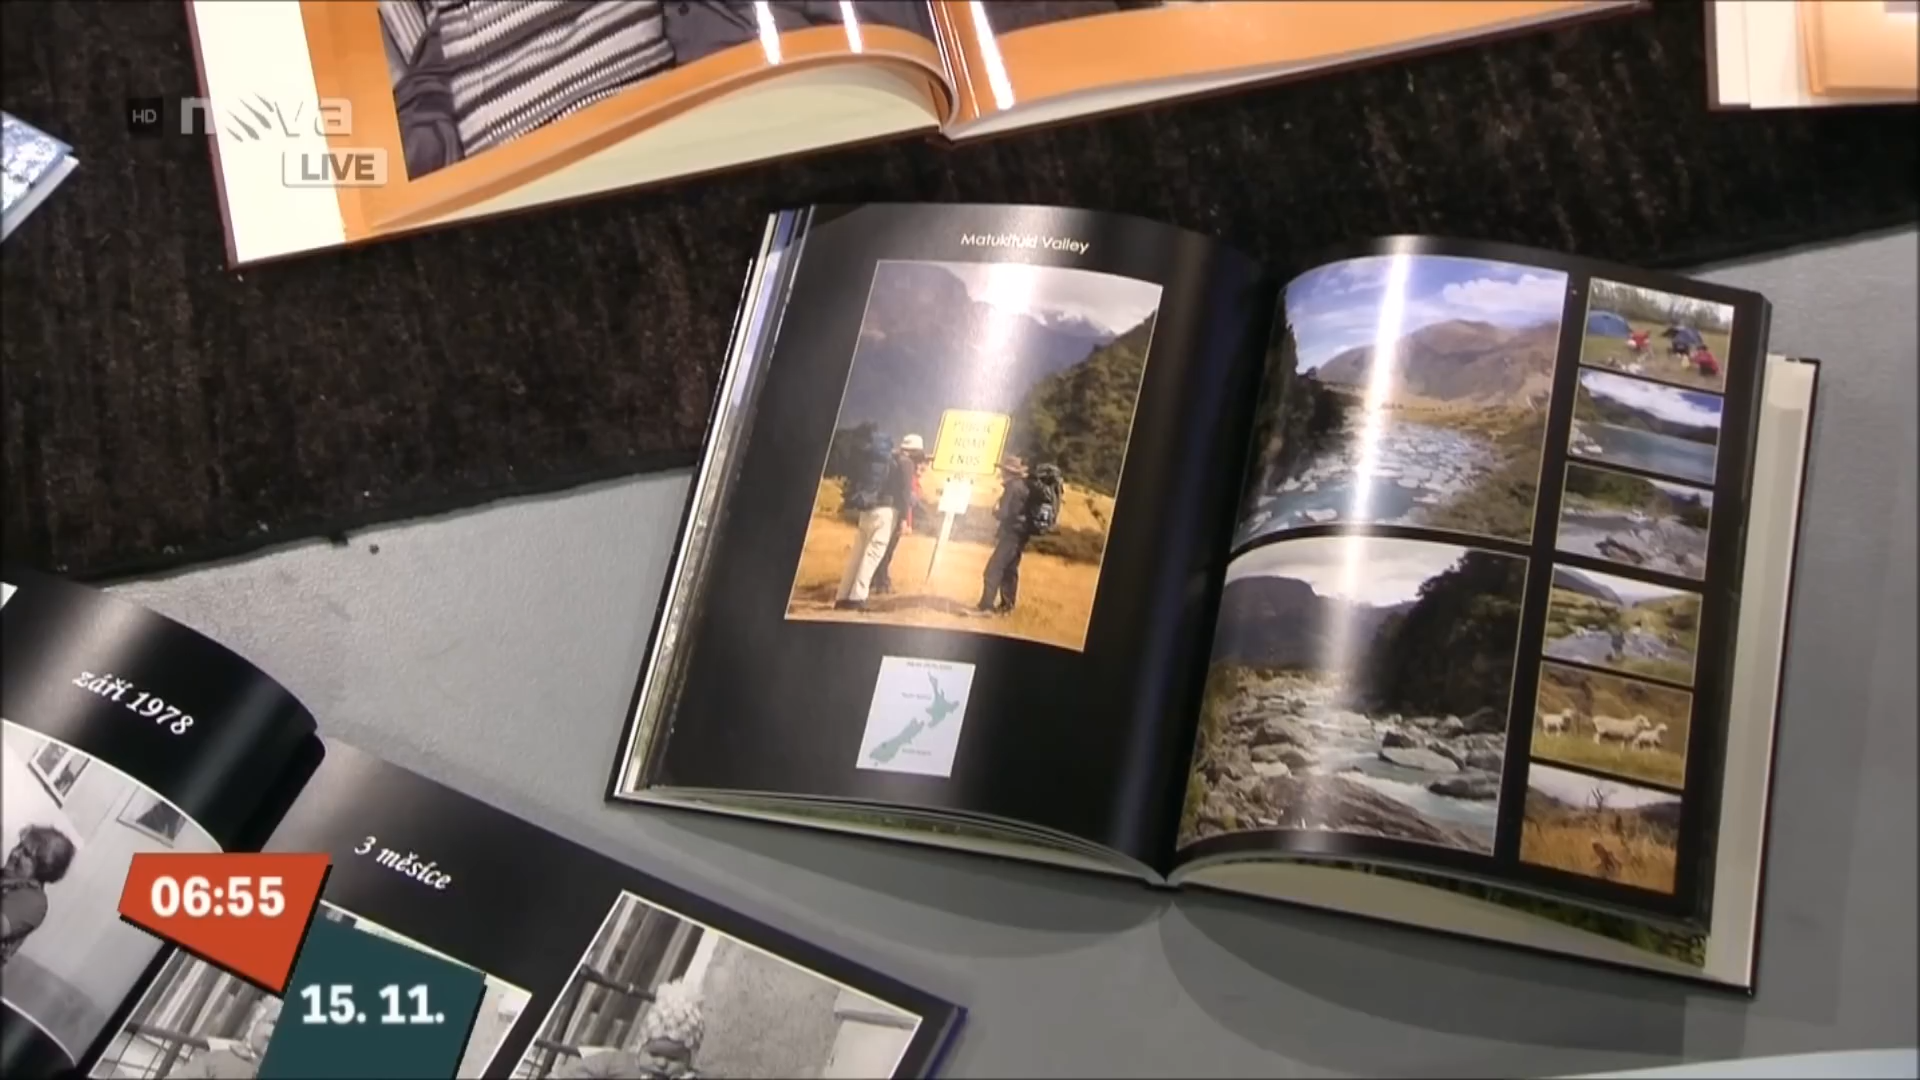 HD nova
LIVE
Matukituki Valley
PUBLIC
ROAD
ENDS
září 1978
3 měsíce
06:55
15. 11.